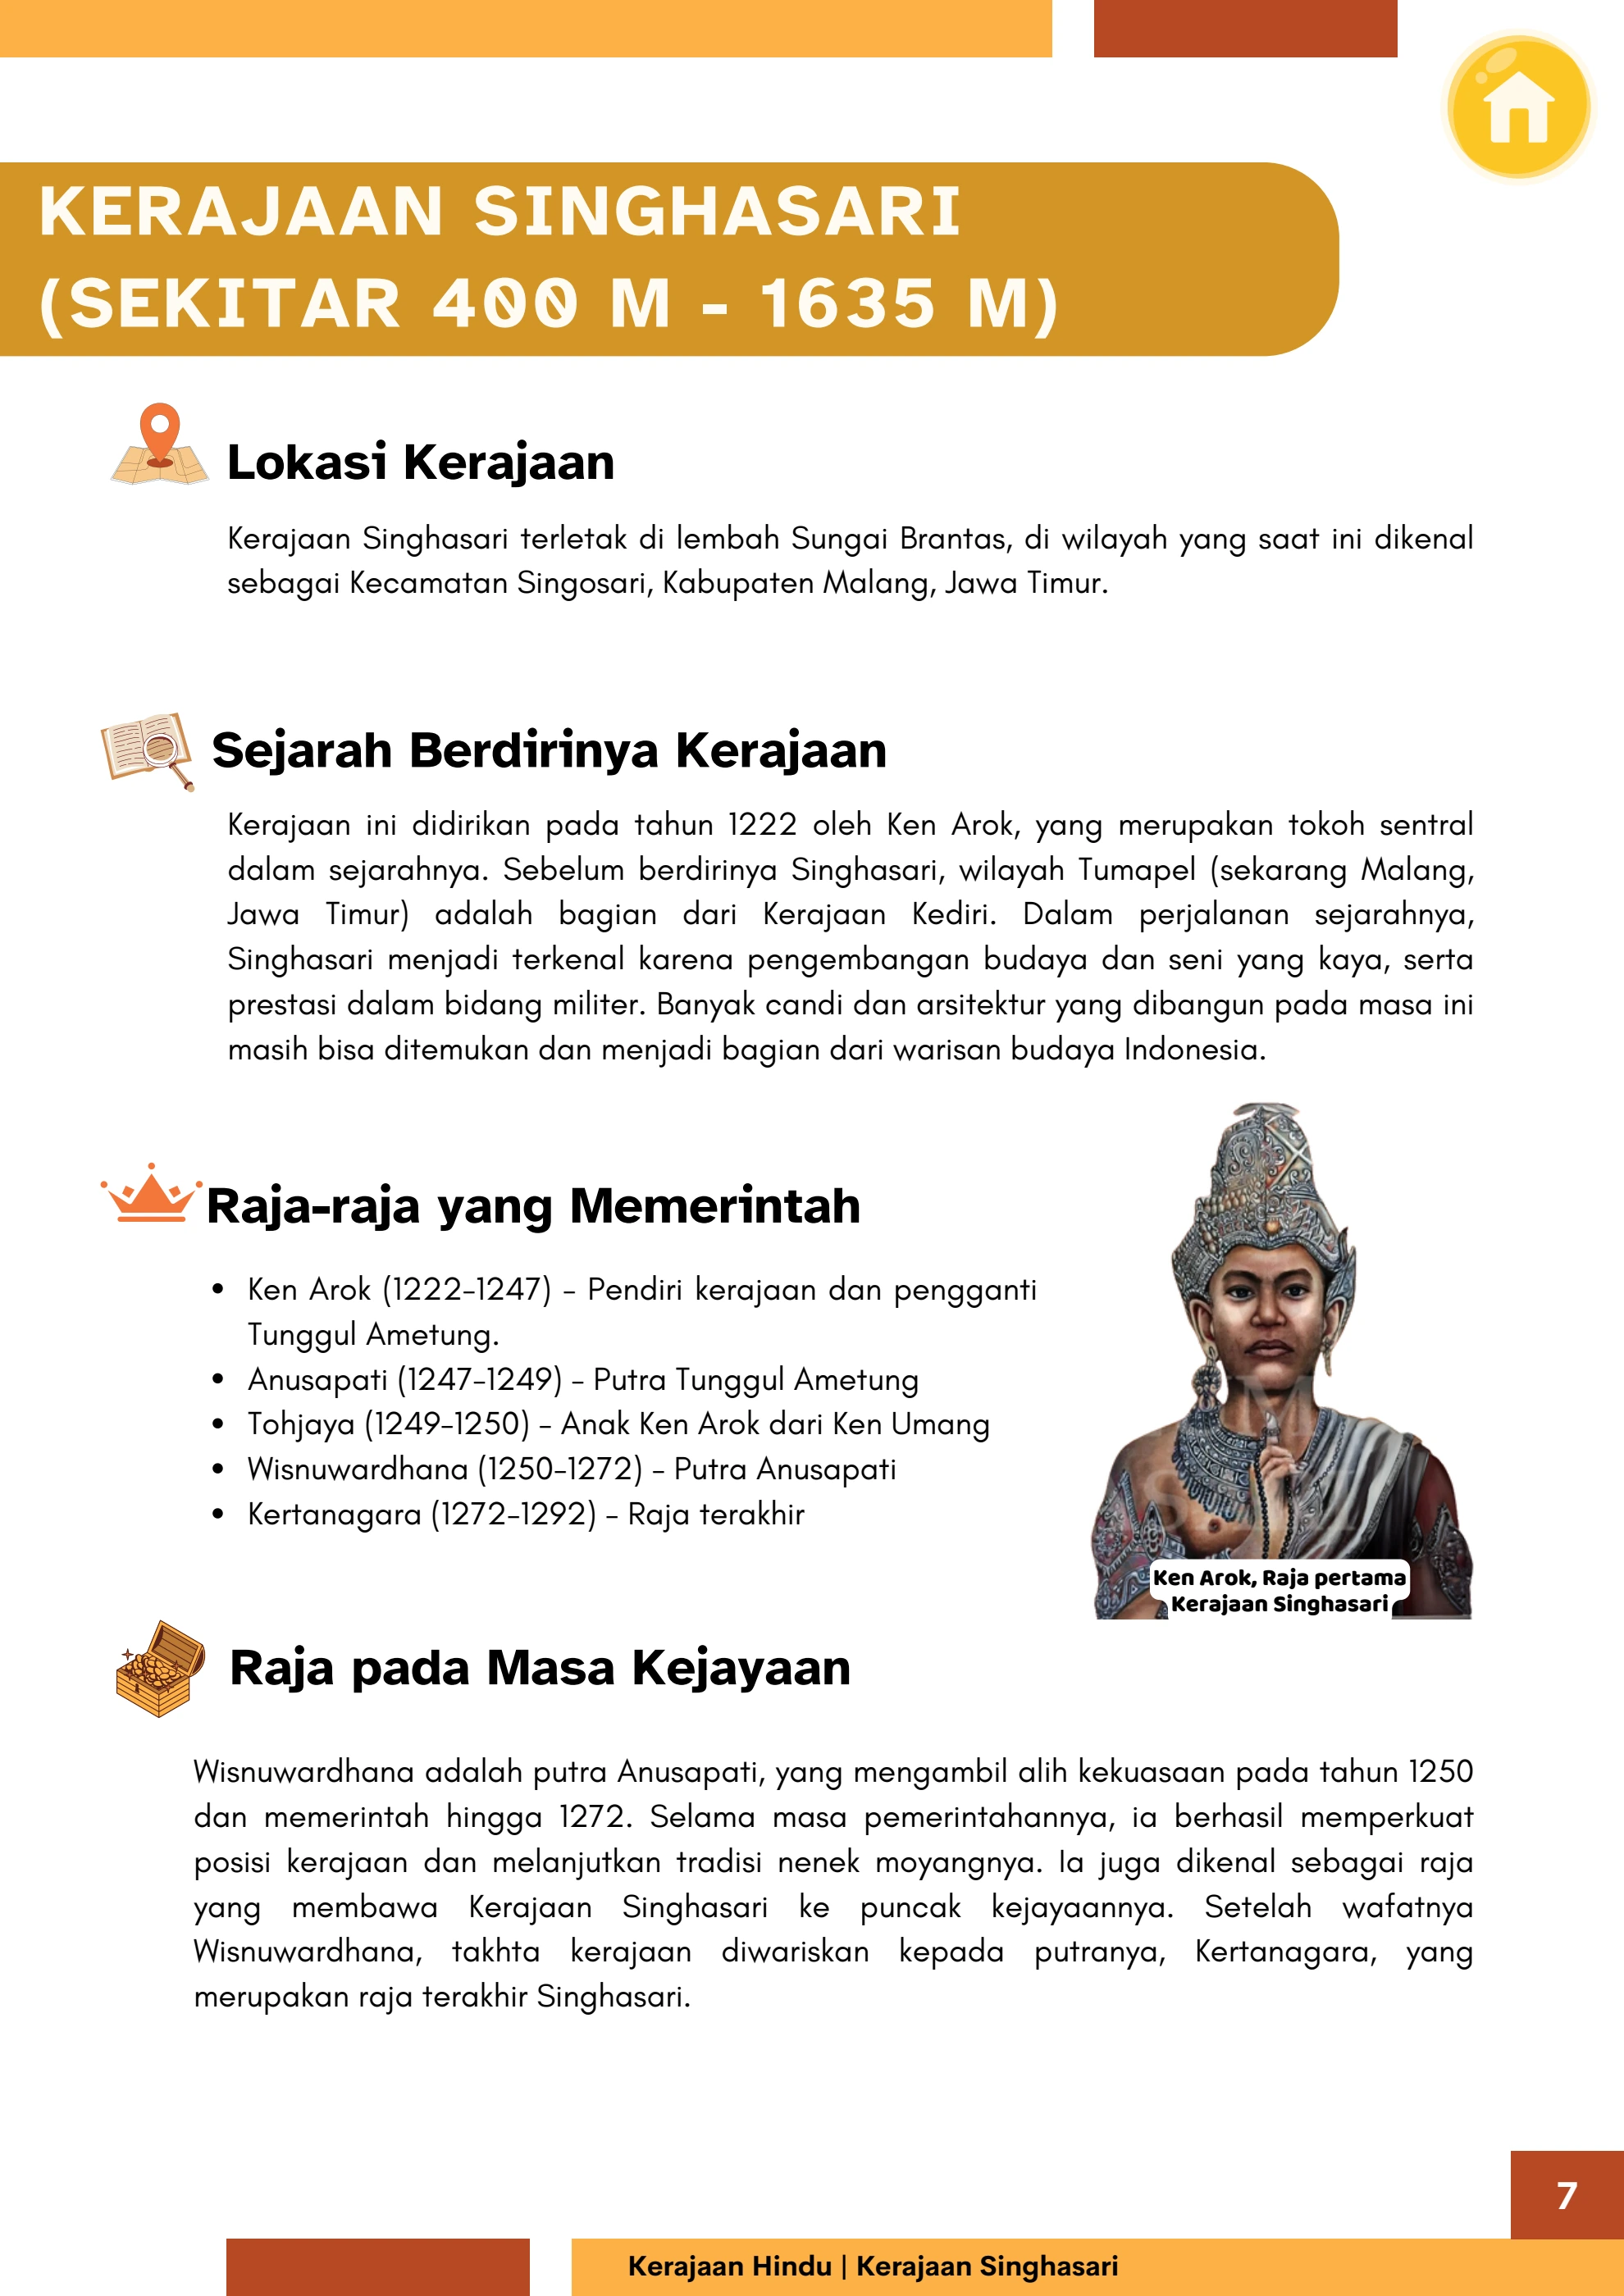 KERAJAAN SINGHASARI
(SEKITAR 400 M - 1635 M)
Lokasi Kerajaan
Kerajaan Singhasari terletak di lembah Sungai Brantas, di wilayah yang saat ini dikenal
sebagai Kecamatan Singosari, Kabupaten Malang, Jawa Timur.
Sejarah Berdirinya Kerajaan
Kerajaan ini didirikan pada tahun 1222 oleh Ken Arok, yang merupakan tokoh sentral
dalam sejarahnya. Sebelum berdirinya Singhasari, wilayah Tumapel (sekarang Malang,
Jawa Timur) adalah bagian dari Kerajaan Kediri. Dalam perjalanan sejarahnya,
Singhasari menjadi terkenal karena pengembangan budaya dan seni yang kaya, serta
prestasi dalam bidang militer. Banyak candi dan arsitektur yang dibangun pada masa ini
masih bisa ditemukan dan menjadi bagian dari warisan budaya Indonesia.
Raja-raja yang Memerintah
• Ken Arok (1222-1247) - Pendiri kerajaan dan pengganti
Tunggul Ametung.
• Anusapati (1247-1249) - Putra Tunggul Ametung
• Tohjaya (1249-1250) - Anak Ken Arok dari Ken Umang
• Wisnuwardhana (1250-1272) - Putra Anusapati
• Kertanagara (1272-1292) - Raja terakhir
Ken Arok, Raja pertama
Kerajaan Singhasari
Raja pada Masa Kejayaan
Wisnuwardhana adalah putra Anusapati, yang mengambil alih kekuasaan pada tahun 1250
dan memerintah hingga 1272. Selama masa pemerintahannya, ia berhasil memperkuat
posisi kerajaan dan melanjutkan tradisi nenek moyangnya. Ia juga dikenal sebagai raja
yang membawa Kerajaan Singhasari ke puncak kejayaannya. Setelah wafatnya
Wisnuwardhana, takhta kerajaan diwariskan kepada putranya, Kertanagara, yang
merupakan raja terakhir Singhasari.
7
Kerajaan Hindu | Kerajaan Singhasari